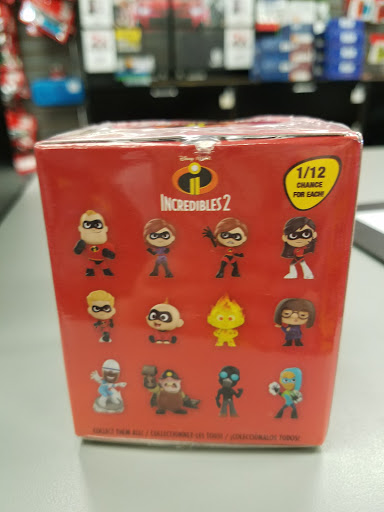 Disney PIXAR
INCREDIBLES 2
1/12
CHANCE
FOR EACH!
COLLECT THEM ALL! / COLLECTIONNEZ-LES TOUS! / ¡COLECCIÓNALOS TODOS!